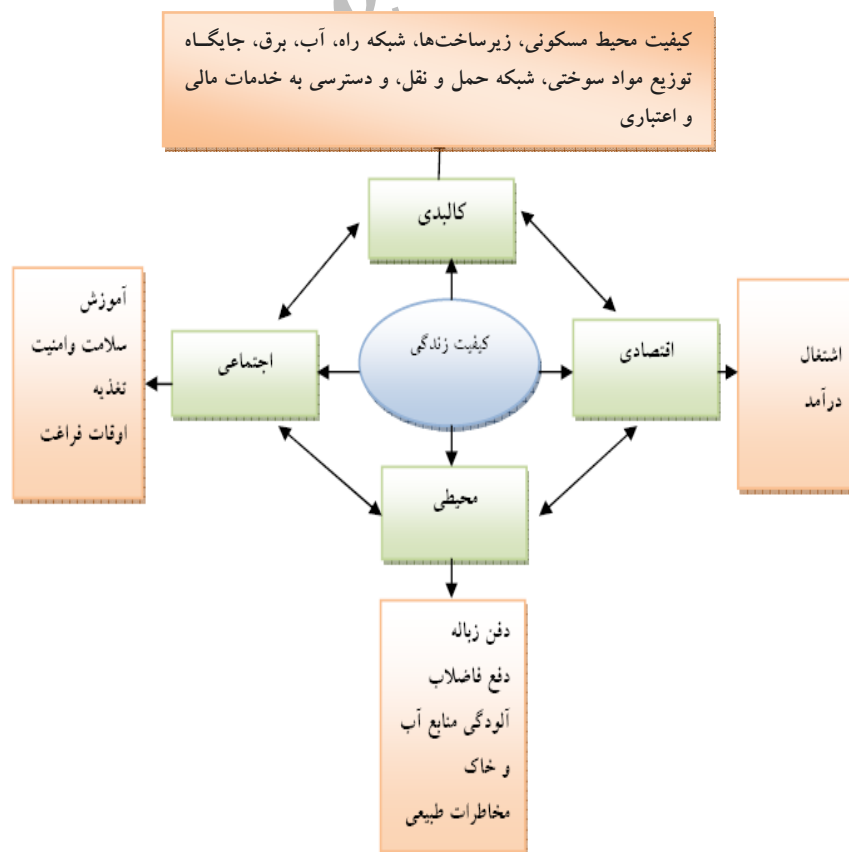 کیفیت محیط مسکونی، زیرساخت‌ها، شبکه راه، آب، برق، جایگاه
توزیع مواد سوختی، شبکه حمل و نقل، و دسترسی به خدمات مالی
و اعتباری
کالبدی
کیفیت زندگی
اقتصادی
اشتغال
درآمد
اجتماعی
آموزش
سلامت وامنیت
تغذیه
اوقات فراغت
محیطی
دفن زباله
دفع فاضلاب
آلودگی منابع آب
و خاک
مخاطرات طبیعی